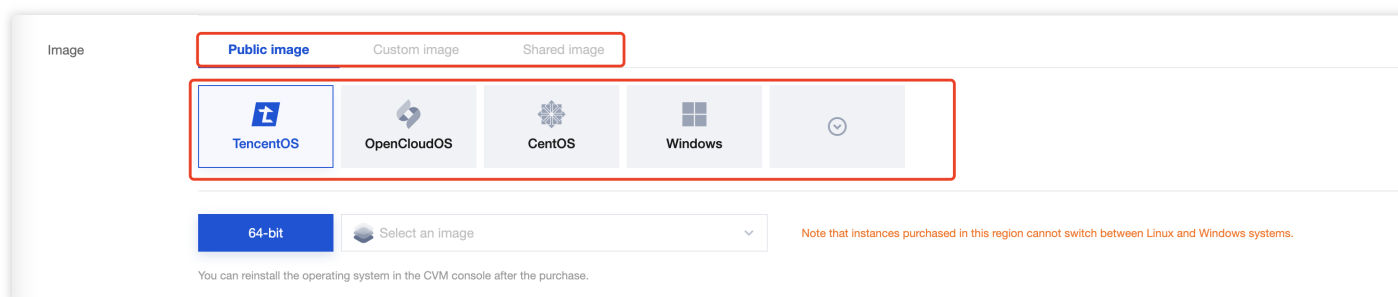 Image
Public image Custom image Shared image
TencentOS OpenCloudOS CentOS Windows
64-bit Select an image Note that instances purchased in this region cannot switch between Linux and Windows systems.
You can reinstall the operating system in the CVM console after the purchase.